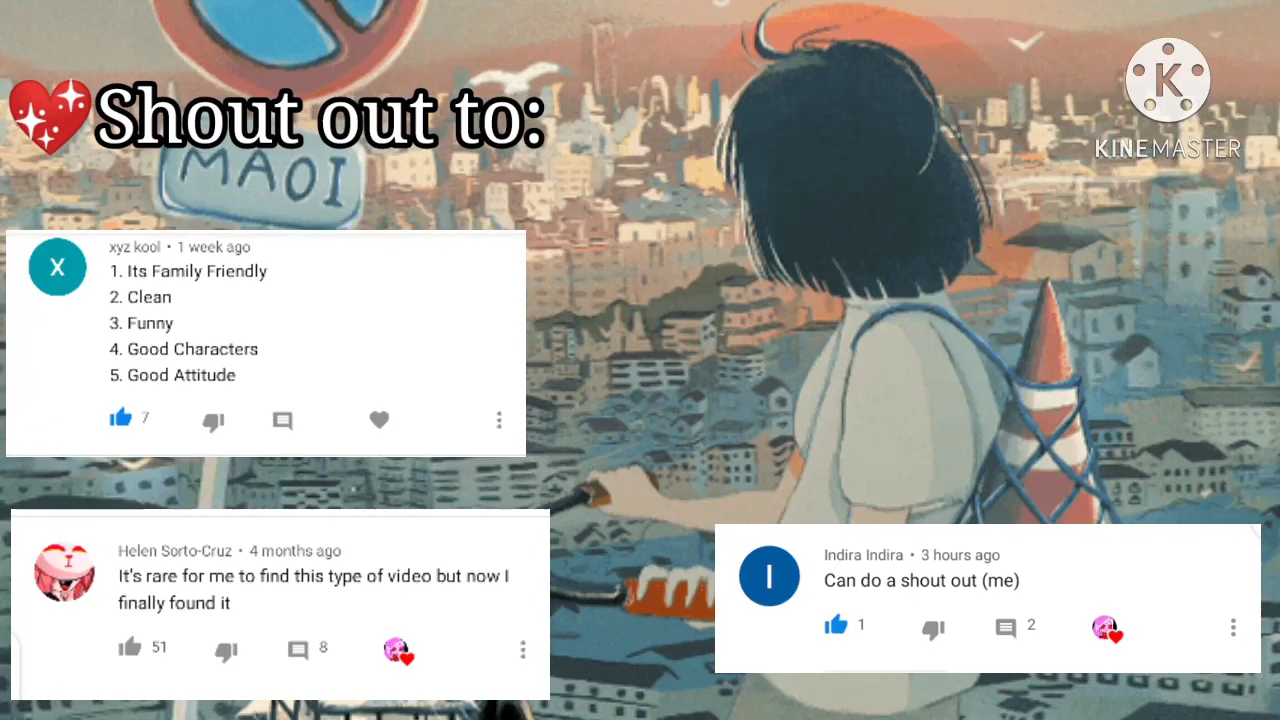 💖Shout out to:
MAOI
KINEMASTER
K
xyz kool • 1 week ago
X
1. Its Family Friendly
2. Clean
3. Funny
4. Good Characters
5. Good Attitude
7
Helen Sorto-Cruz • 4 months ago
It's rare for me to find this type of video but now I
finally found it
51
8
Indira Indira • 3 hours ago
I
Can do a shout out (me)
1
2